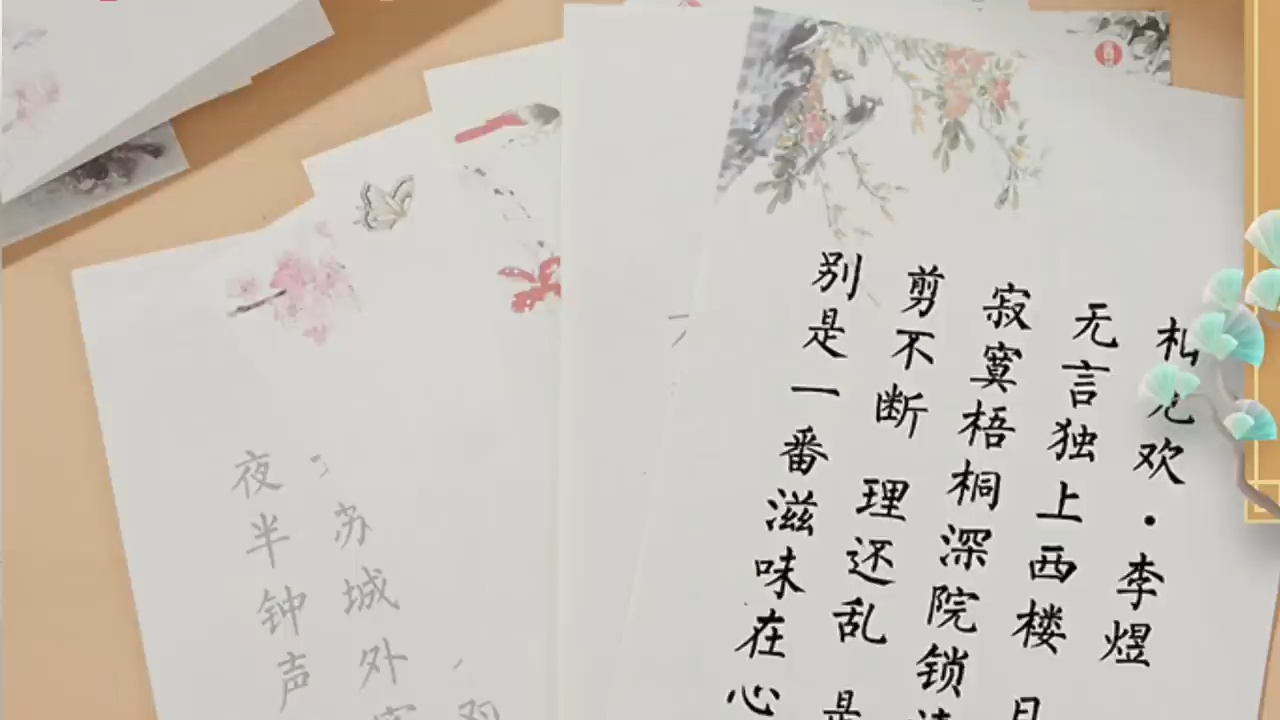 欢·李煜
无言独上西楼 月
寂寞梧桐深院锁
剪不断 理还乱 是
别是一番滋味在心
对
苏城外寒
夜半钟声